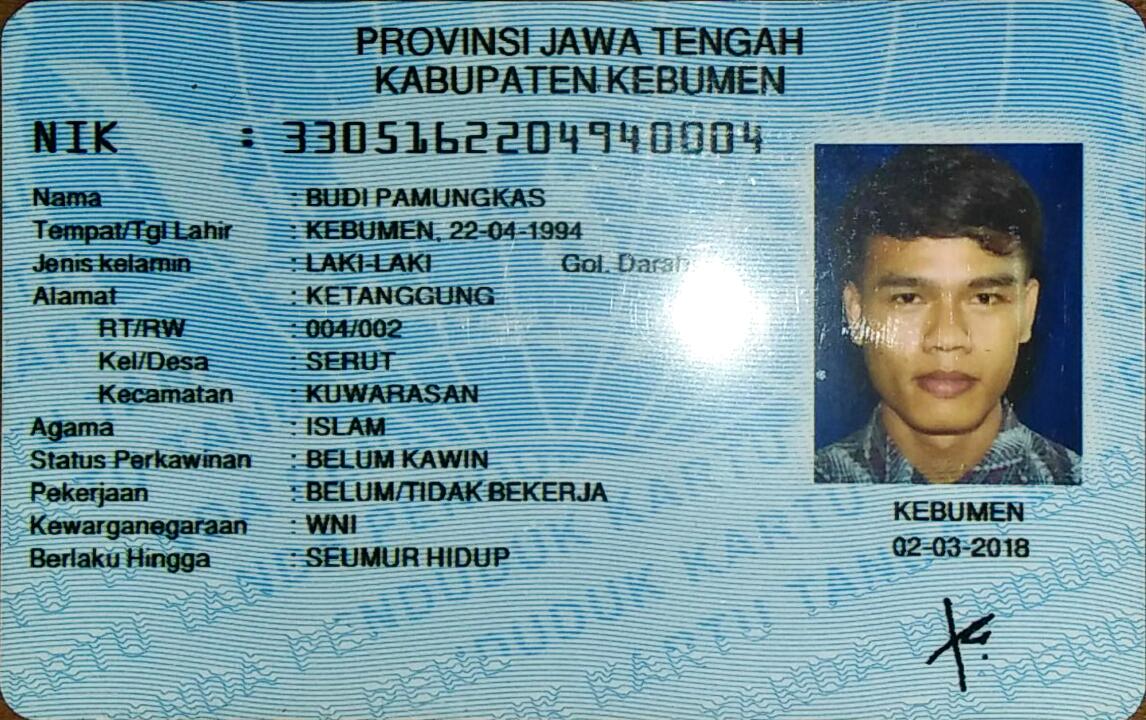 PROVINSI JAWA TENGAH
KABUPATEN KEBUMEN
NIK : 3305162204940004
Nama : BUDI PAMUNGKAS
Tempat/Tgl Lahir : KEBUMEN, 22-04-1994
Jenis kelamin : LAKI-LAKI Gol. Darah
Alamat : KETANGGUNG
RT/RW : 004/002
Kel/Desa : SERUT
Kecamatan : KUWARASAN
Agama : ISLAM
Status Perkawinan : BELUM KAWIN
Pekerjaan : BELUM/TIDAK BEKERJA
Kewarganegaraan : WNI
Berlaku Hingga : SEUMUR HIDUP
KEBUMEN
02-03-2018